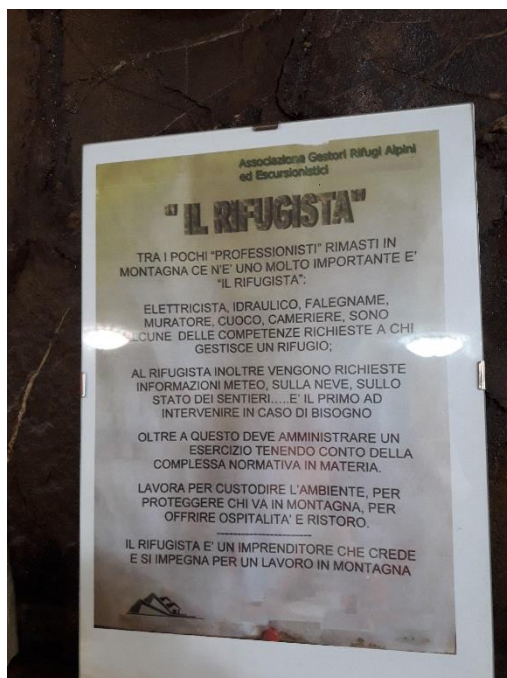 Associazione Gestori Rifugi Alpini
ed Escursionistici
"IL RIFUGISTA"
TRA I POCHI "PROFESSIONISTI" RIMASTI IN
MONTAGNA CE N'E' UNO MOLTO IMPORTANTE E'
"IL RIFUGISTA":
ELETTRICISTA, IDRAULICO, FALEGNAME,
MURATORE, CUOCO, CAMERIERE, SONO
ALCUNE DELLE COMPETENZE RICHIESTE A CHI
GESTISCE UN RIFUGIO;
AL RIFUGISTA INOLTRE VENGONO RICHIESTE
INFORMAZIONI METEO, SULLA NEVE, SULLO
STATO DEI SENTIERI.....E' IL PRIMO AD
INTERVENIRE IN CASO DI BISOGNO
OLTRE A QUESTO DEVE AMMINISTRARE UN
ESERCIZIO TENENDO CONTO DELLA
COMPLESSA NORMATIVA IN MATERIA.
LAVORA PER CUSTODIRE L'AMBIENTE, PER
PROTEGGERE CHI VA IN MONTAGNA, PER
OFFRIRE OSPITALITA' E RISTORO.
IL RIFUGISTA E' UN IMPRENDITORE CHE CREDE
E SI IMPEGNA PER UN LAVORO IN MONTAGNA